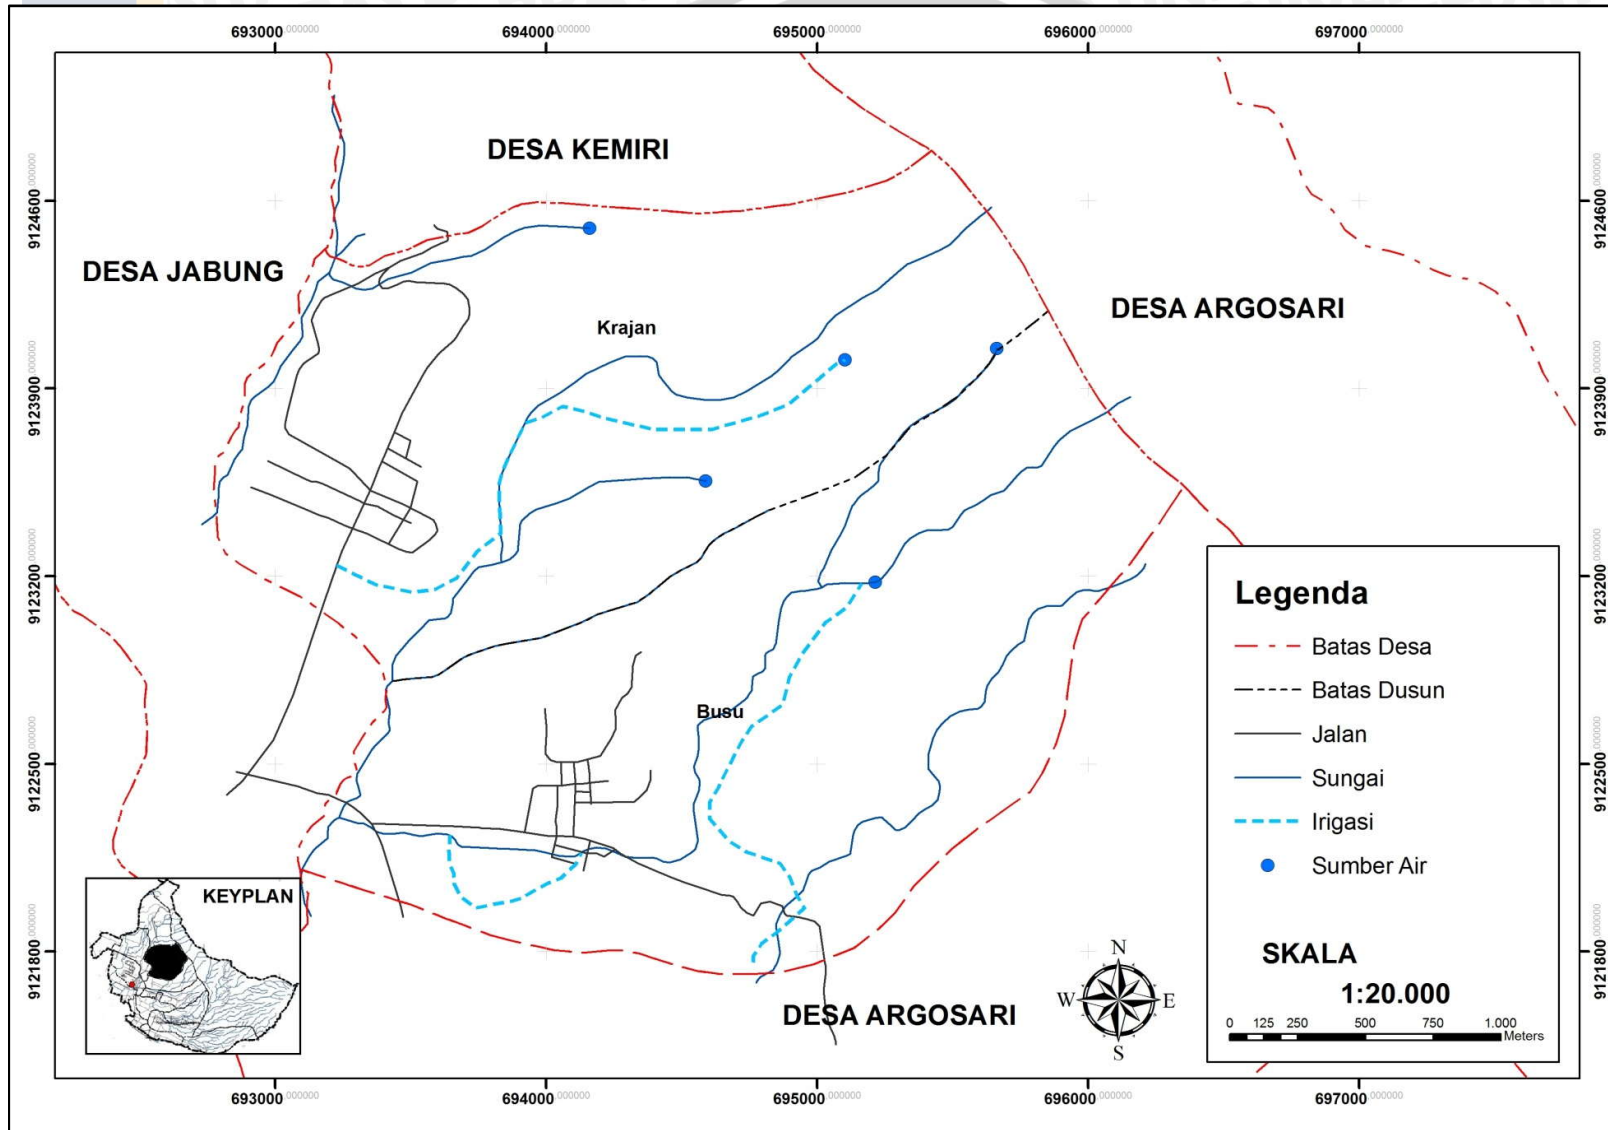 693000.000000 694000.000000 695000.000000 696000.000000 697000.000000
9124600.000000
9124600.000000
DESA KEMIRI
DESA JABUNG
DESA ARGOSARI
Krajan
9123900.000000
9123900.000000
9123200.000000
9123200.000000
Busu
9122500.000000
9122500.000000
9121800.000000
9121800.000000
Legenda
Batas Desa
Batas Dusun
Jalan
Sungai
Irigasi
Sumber Air
SKALA
1:20.000
0 125 250 500 750 1.000
Meters
KEYPLAN
N
W E
S
DESA ARGOSARI
693000.000000 694000.000000 695000.000000 696000.000000 697000.000000